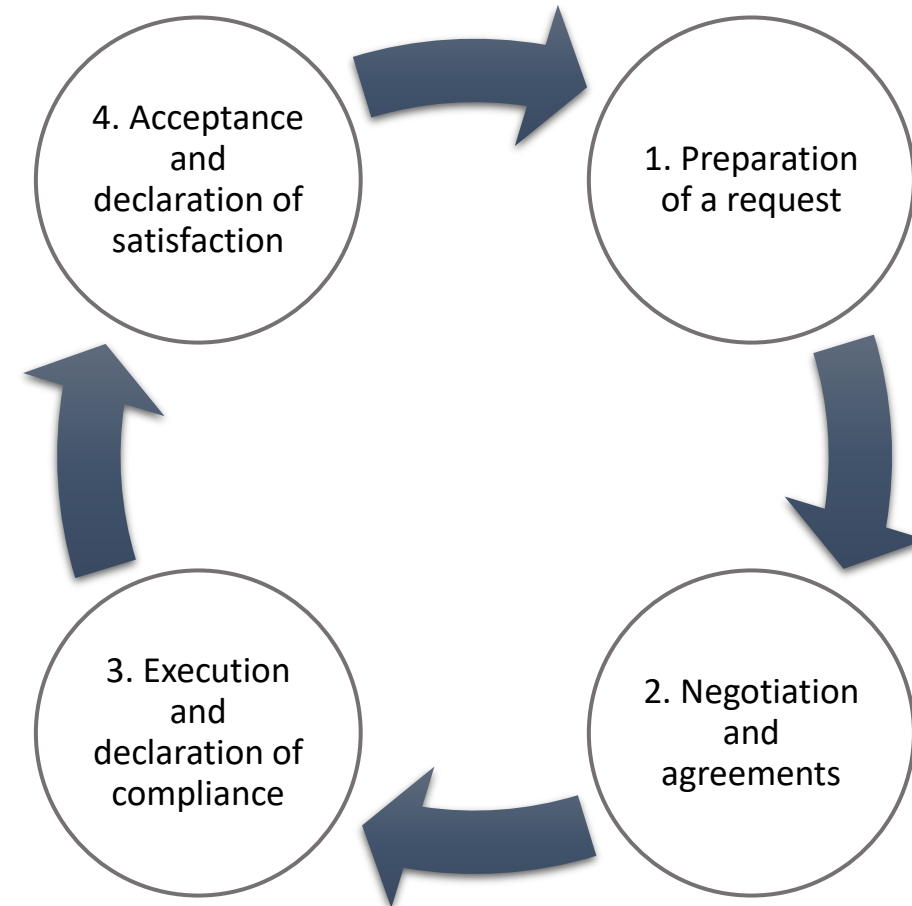 1. Preparation
of a request
2. Negotiation
and
agreements
3. Execution
and
declaration of
compliance
4. Acceptance
and
declaration of
satisfaction